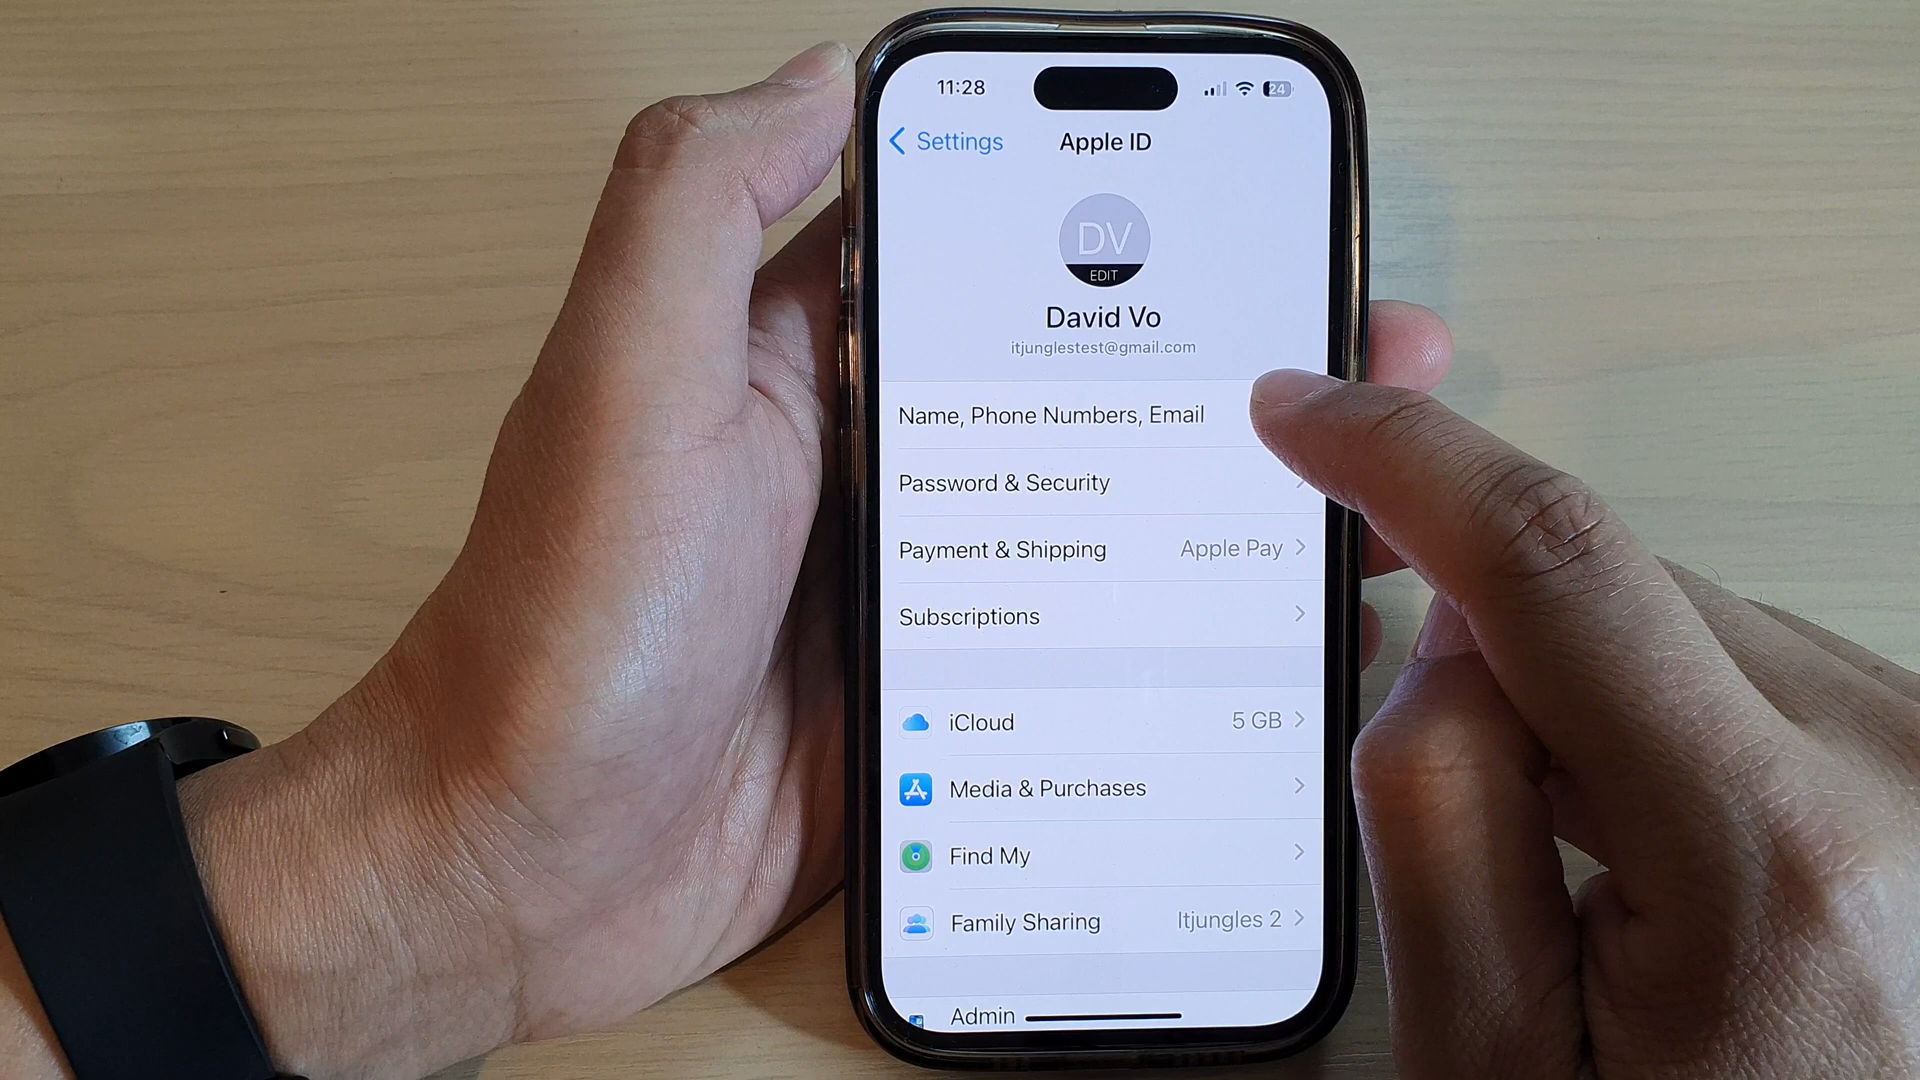 11:28
24
Settings
Apple ID
DV
EDIT
David Vo
itjunglestest@gmail.com
Name, Phone Numbers, Email
Password & Security
Payment & Shipping Apple Pay
Subscriptions
iCloud 5 GB
Media & Purchases
Find My
Family Sharing Itjungles 2
Admin